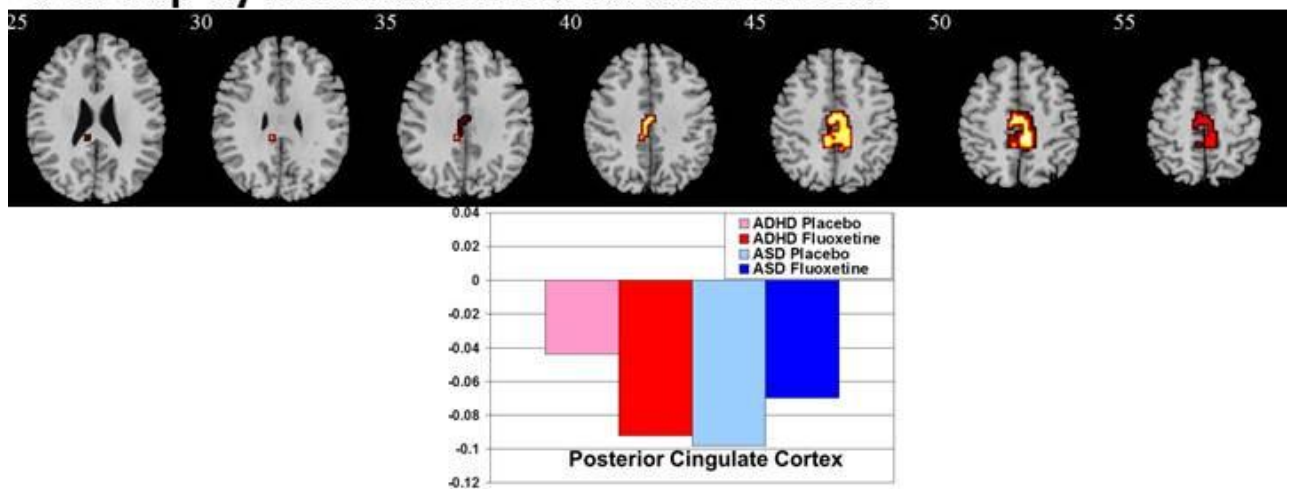 25 30 35 40 45 50 55
0.04
ADHD Placebo
ADHD Fluoxetine
0.02
ASD Placebo
ASD Fluoxetine
0
-0.02
-0.04
-0.06
-0.08
-0.1
Posterior Cingulate Cortex
-0.12